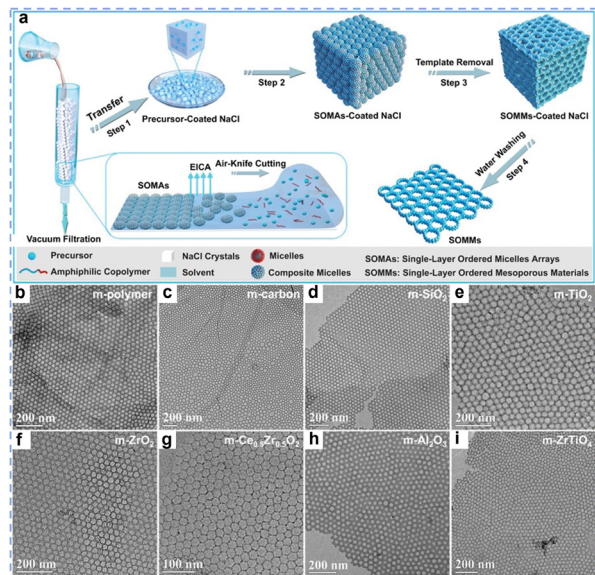 a
Transfer
Step 1
Precursor-Coated NaCl
Step 2
SOMAs-Coated NaCl
Template Removal
Step 3
SOMMs-Coated NaCl
Water Washing
Step 4
SOMMs
SOMAs
EICA
Air-Knife Cutting
Vacuum Filtration
Precursor
NaCl Crystals
Micelles
SOMAs: Single-Layer Ordered Micelles Arrays
Amphiphilic Copolymer
Solvent
Composite Micelles
SOMMs: Single-Layer Ordered Mesoporous Materials
b
m-polymer
200 nm
c
m-carbon
200 nm
d
m-SiO₂
200 nm
e
m-TiO₂
200 nm
f
m-ZrO₂
200 nm
g
m-Ce₀.₅Zr₀.₅O₂
100 nm
h
m-Al₂O₃
200 nm
i
m-ZrTiO₄
200 nm